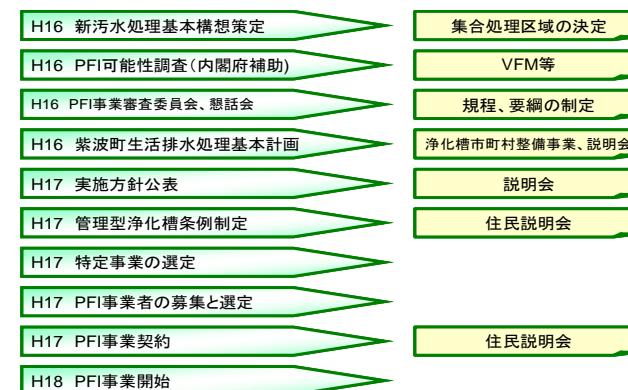 H16 新汚水処理基本構想策定
集合処理区域の決定
H16 PFI可能性調査(内閣府補助)
VFM等
H16 PFI事業審査委員会、懇話会
規程、要綱の制定
H16 紫波町生活排水処理基本計画
浄化槽市町村整備事業、説明会
H17 実施方針公表
説明会
H17 管理型浄化槽条例制定
住民説明会
H17 特定事業の選定
H17 PFI事業者の募集と選定
H17 PFI事業契約
住民説明会
H18 PFI事業開始